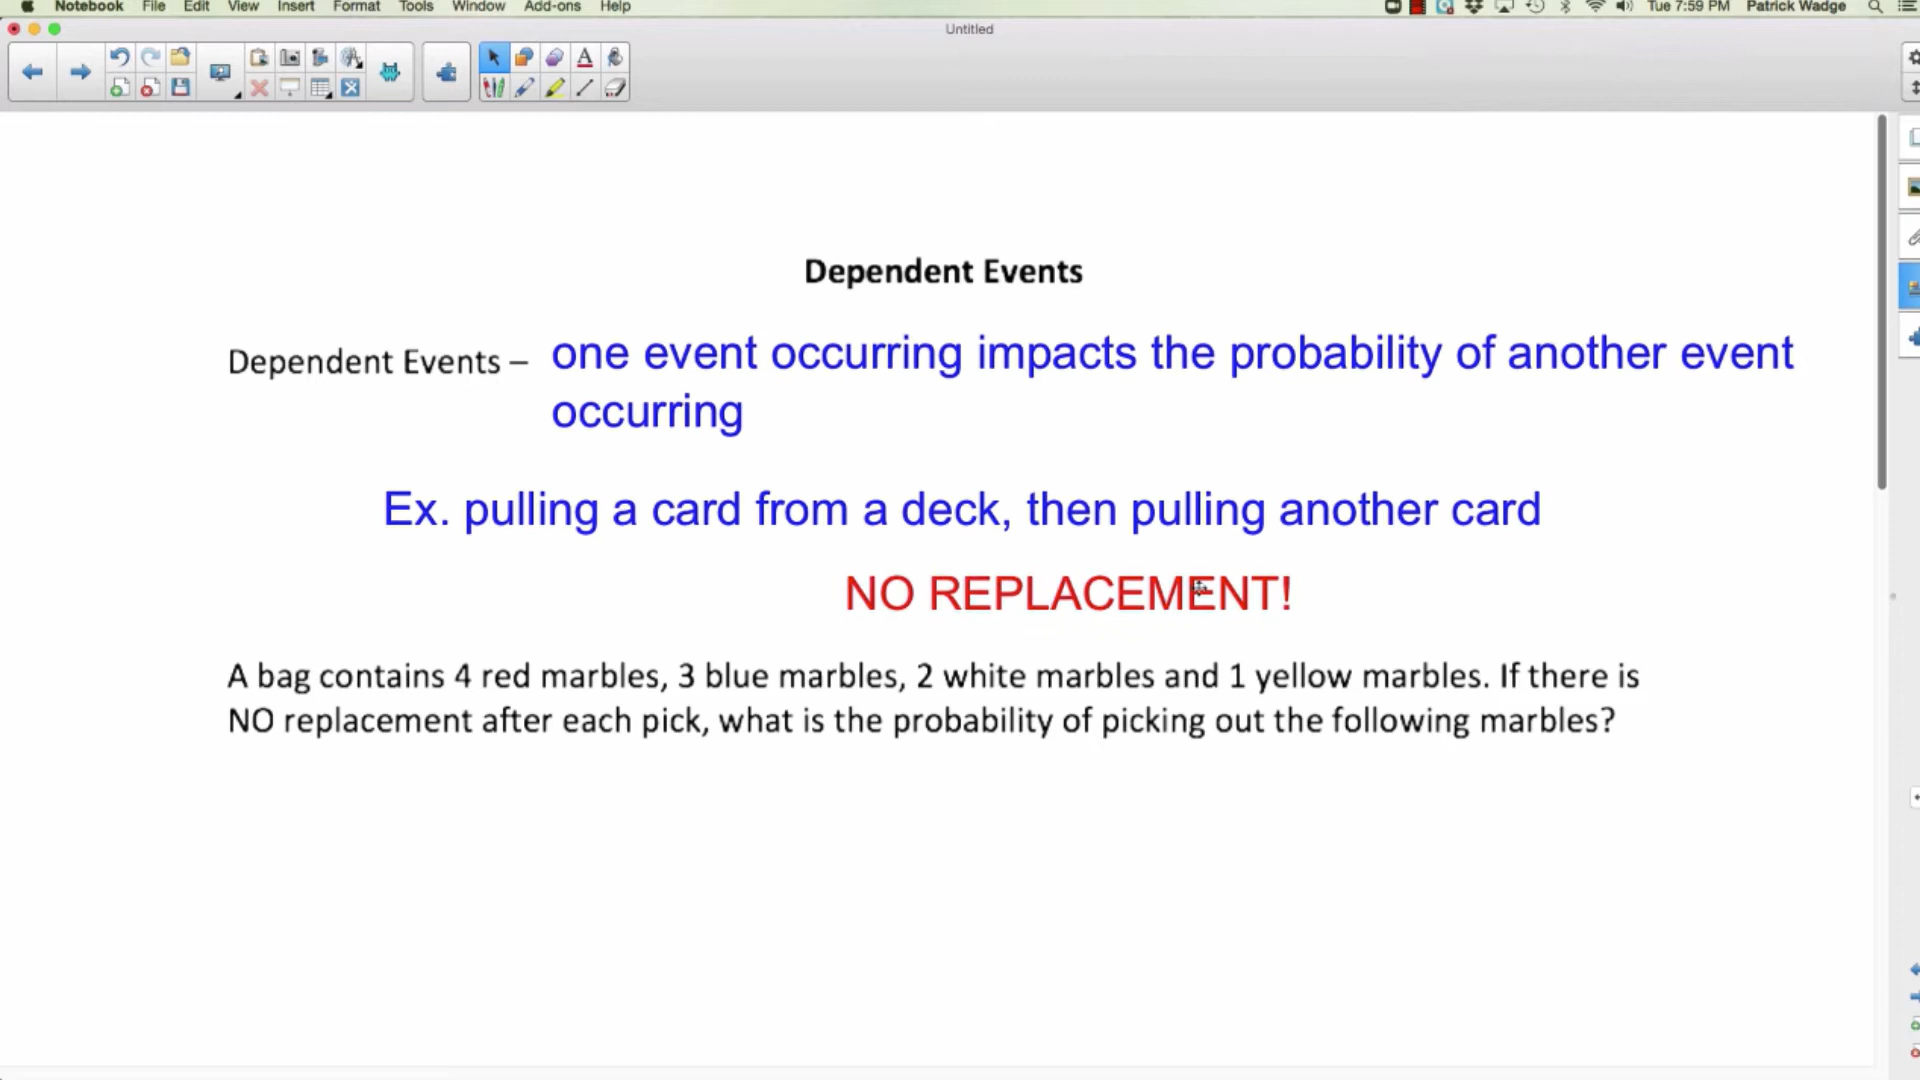 Notebook File Edit View Insert Format Tools Window Add-ons Help Tue 7:59 PM Patrick Wadge
Untitled
Dependent Events
Dependent Events – one event occurring impacts the probability of another event
occurring
Ex. pulling a card from a deck, then pulling another card
NO REPLACEMENT!
A bag contains 4 red marbles, 3 blue marbles, 2 white marbles and 1 yellow marbles. If there is
NO replacement after each pick, what is the probability of picking out the following marbles?